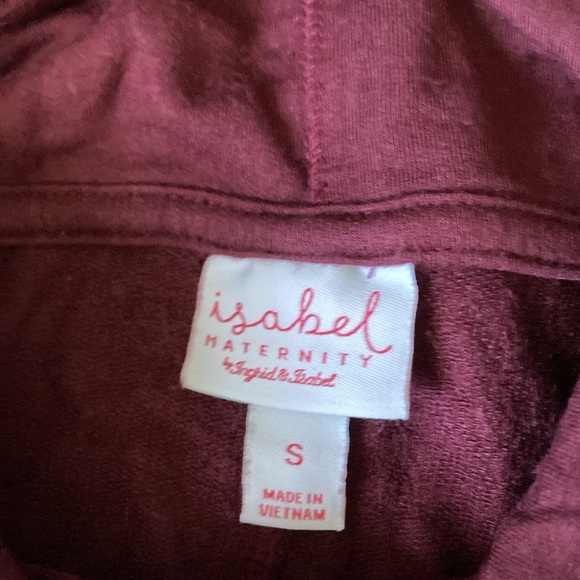 isabel
MATERNITY
by Ingrid & Isabel
S
MADE IN
VIETNAM